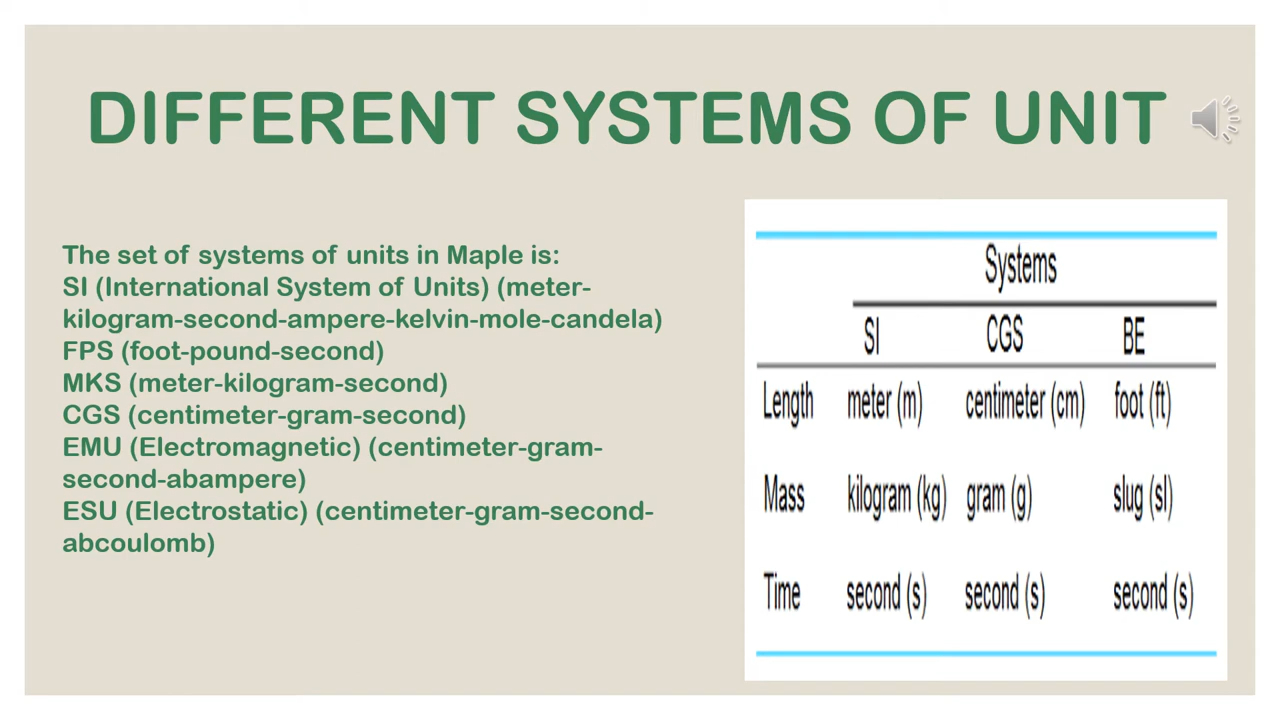 DIFFERENT SYSTEMS OF UNIT
The set of systems of units in Maple is:
SI (International System of Units) (meter-
kilogram-second-ampere-kelvin-mole-candela)
FPS (foot-pound-second)
MKS (meter-kilogram-second)
CGS (centimeter-gram-second)
EMU (Electromagnetic) (centimeter-gram-
second-abampere)
ESU (Electrostatic) (centimeter-gram-second-
abcoulomb)
Systems
SI CGS BE
Length meter (m) centimeter (cm) foot (ft)
Mass kilogram (kg) gram (g) slug (sl)
Time second (s) second (s) second (s)